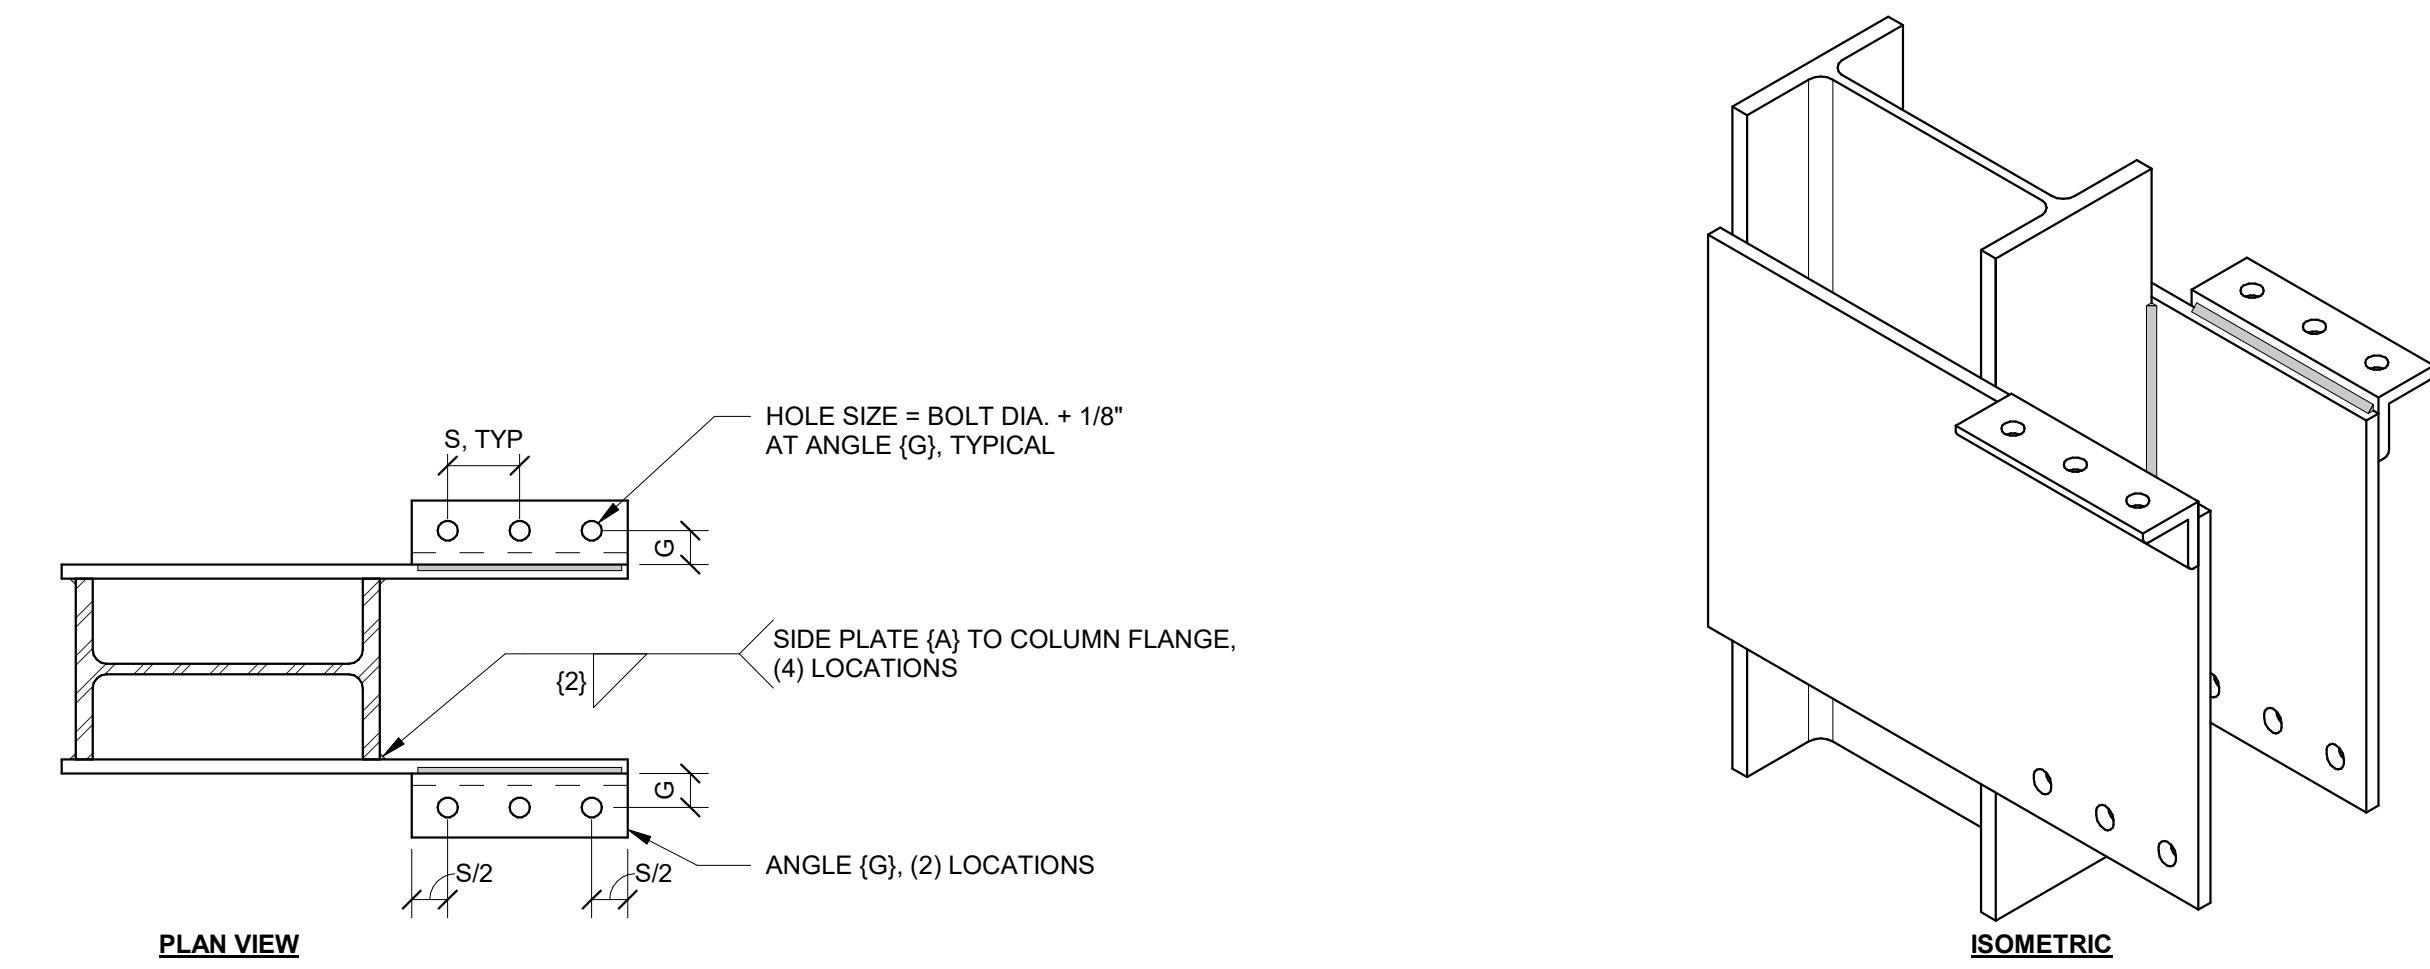 HOLE SIZE = BOLT DIA. + 1/8"
AT ANGLE {G}, TYPICAL
S, TYP
G
SIDE PLATE {A} TO COLUMN FLANGE,
(4) LOCATIONS
{2}
G
ANGLE {G}, (2) LOCATIONS
S/2
S/2
PLAN VIEW
ISOMETRIC